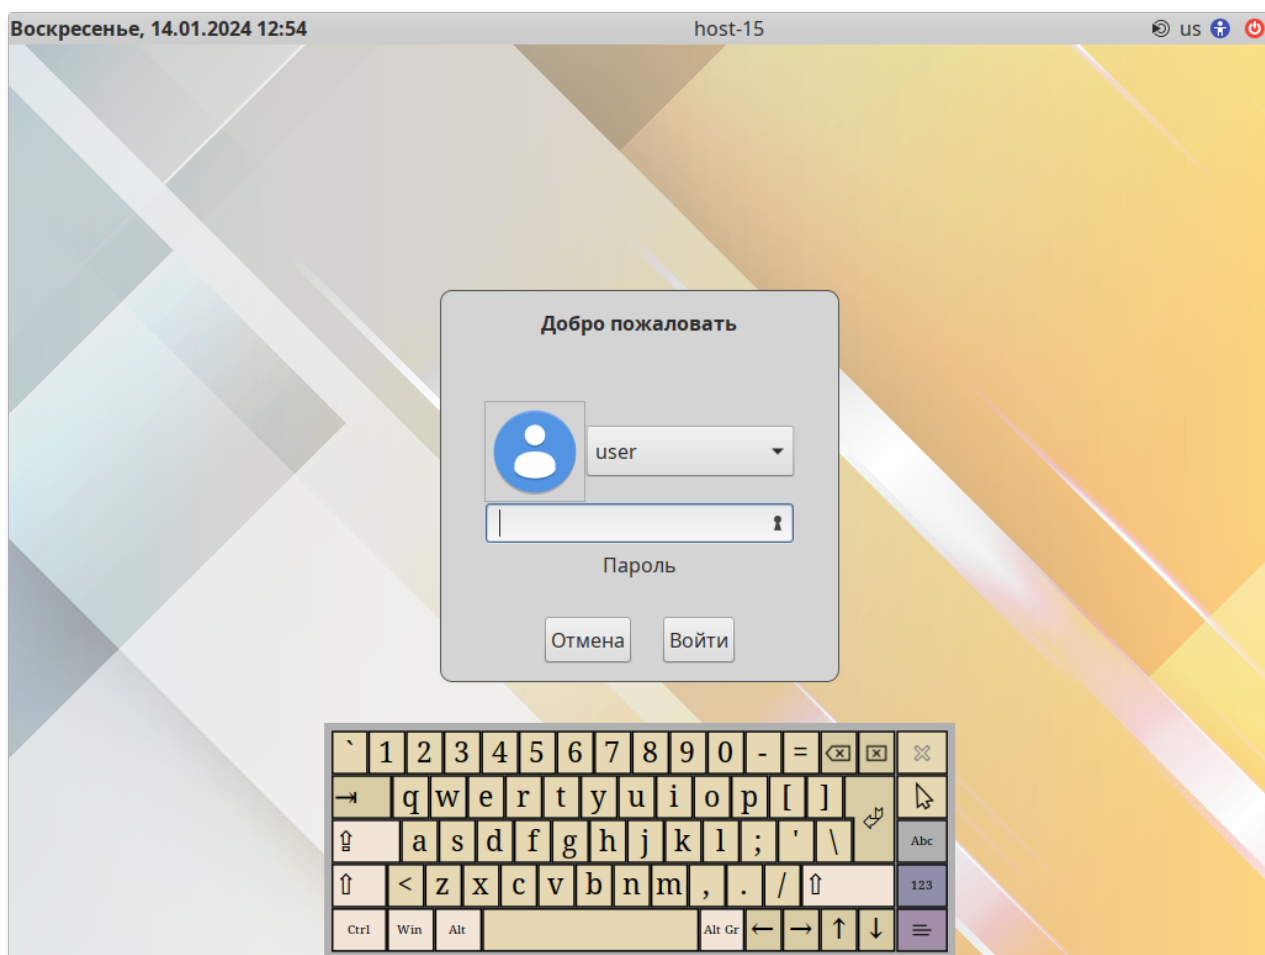 Воскресенье, 14.01.2024 12:54 host-15 us
Добро пожаловать
user
Пароль
Отмена Войти
` 1 2 3 4 5 6 7 8 9 0 - =
q w e r t y u i o p [ ]
a s d f g h j k l ; ' \ Abc
< z x c v b n m , . / 123
Ctrl Win Alt Alt Gr ← → ↑ ↓